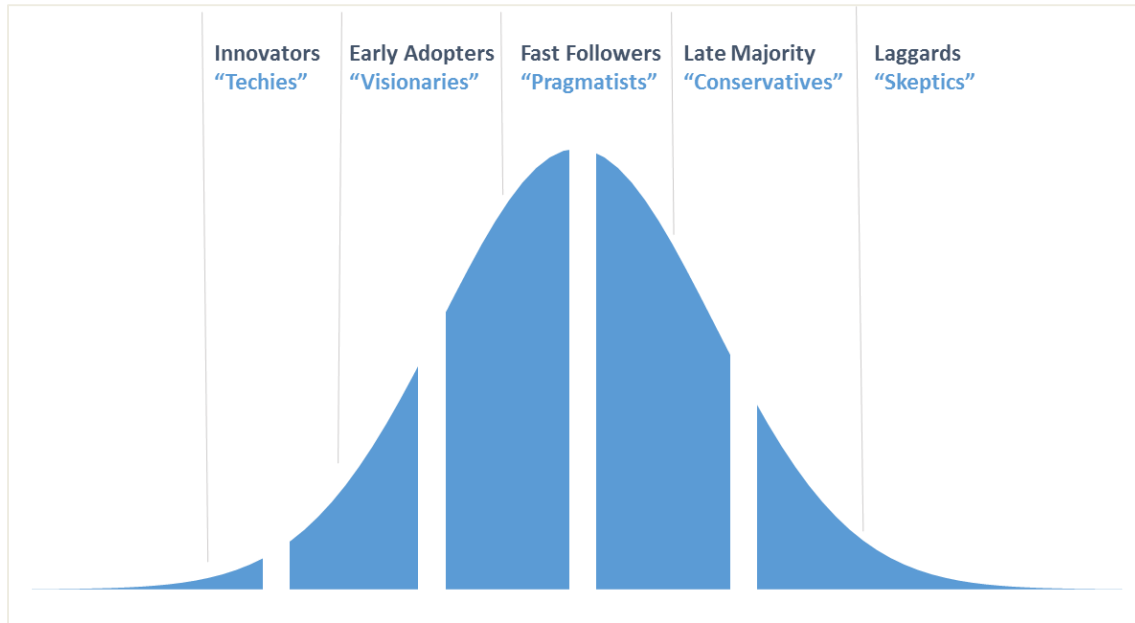 Innovators
“Techies”
Early Adopters
“Visionaries”
Fast Followers
“Pragmatists”
Late Majority
“Conservatives”
Laggards
“Skeptics”